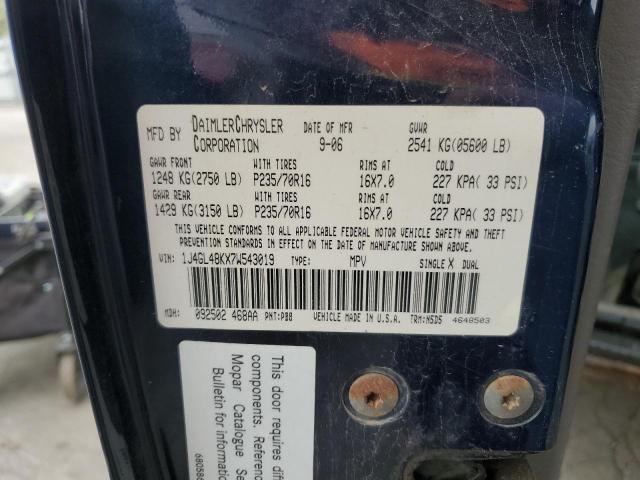 MFD BY DAIMLERCHRYSLER CORPORATION DATE OF MFR 9-06 GVWR 2541 KG(05600 LB)
GAWR FRONT WITH TIRES RIMS AT COLD
1248 KG(2750 LB) P235/70R16 16X7.0 227 KPA( 33 PSI)
GAWR REAR WITH TIRES RIMS AT COLD
1429 KG(3150 LB) P235/70R16 16X7.0 227 KPA( 33 PSI)
THIS VEHICLE CONFORMS TO ALL APPLICABLE FEDERAL MOTOR VEHICLE SAFETY AND THEFT
PREVENTION STANDARDS IN EFFECT ON THE DATE OF MANUFACTURE SHOWN ABOVE.
VIN: 1J4GL48KX7W543019 TYPE: MPV SINGLE X DUAL
MDH: 092502 468AA PNT:PBB VEHICLE MADE IN U.S.A. TRM:N5D5 4648503
This door requires
components. Reference
Mopar Catalogue
Bulletin for information